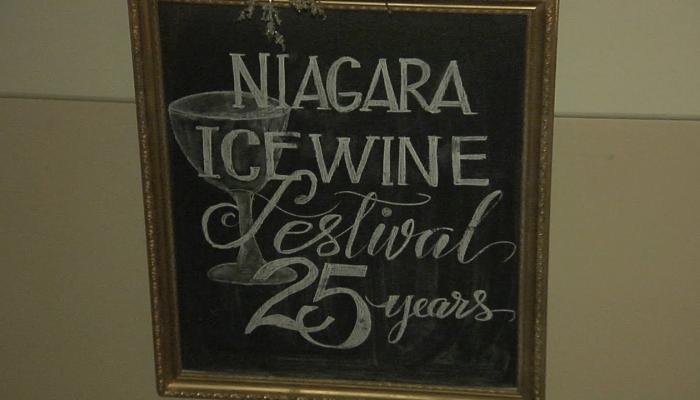 NIAGARA
ICEWINE
Festival
25 years